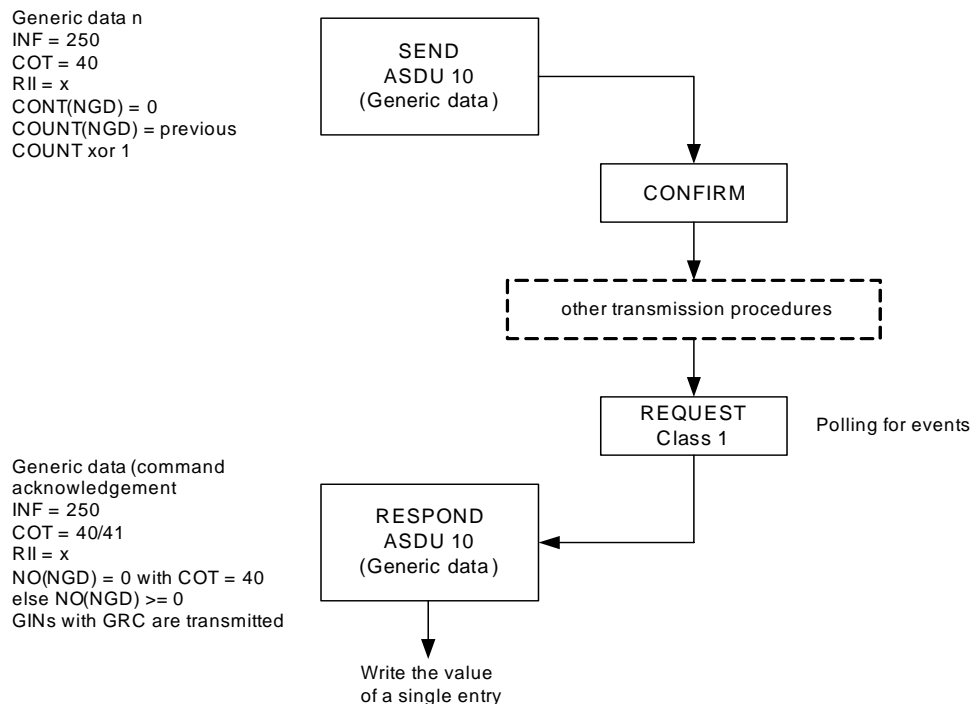 Generic data n
INF = 250
COT = 40
RII = x
CONT(NGD) = 0
COUNT(NGD) = previous
COUNT xor 1
SEND
ASDU 10
(Generic data)
CONFIRM
other transmission procedures
REQUEST
Class 1
Polling for events
Generic data (command
acknowledgement
INF = 250
COT = 40/41
RII = x
NO(NGD) = 0 with COT = 40
else NO(NGD) >= 0
GINs with GRC are transmitted
RESPOND
ASDU 10
(Generic data)
Write the value
of a single entry